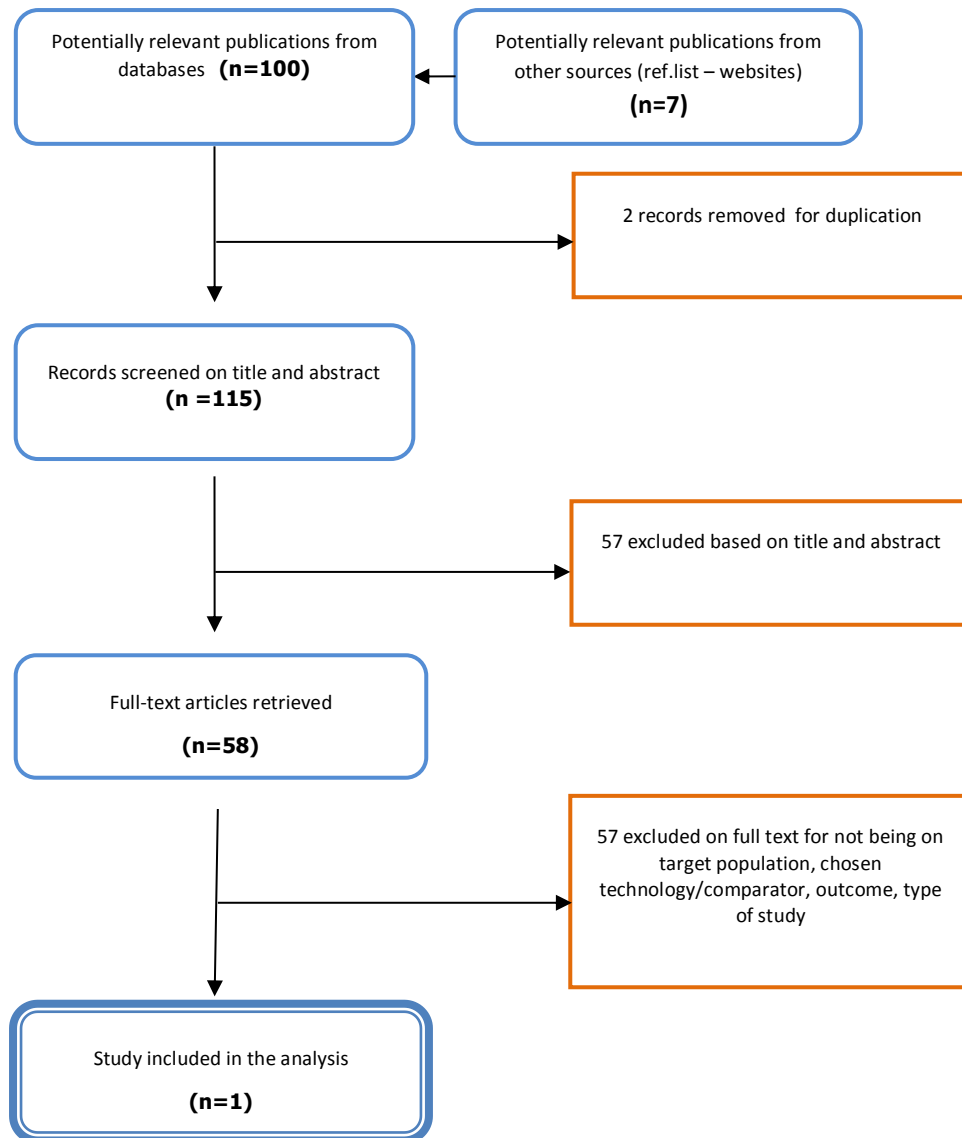 Potentially relevant publications from
databases (n=100)
Potentially relevant publications from
other sources (ref.list – websites)
(n=7)
2 records removed for duplication
Records screened on title and abstract
(n =115)
57 excluded based on title and abstract
Full-text articles retrieved
(n=58)
57 excluded on full text for not being on
target population, chosen
technology/comparator, outcome, type
of study
Study included in the analysis
(n=1)